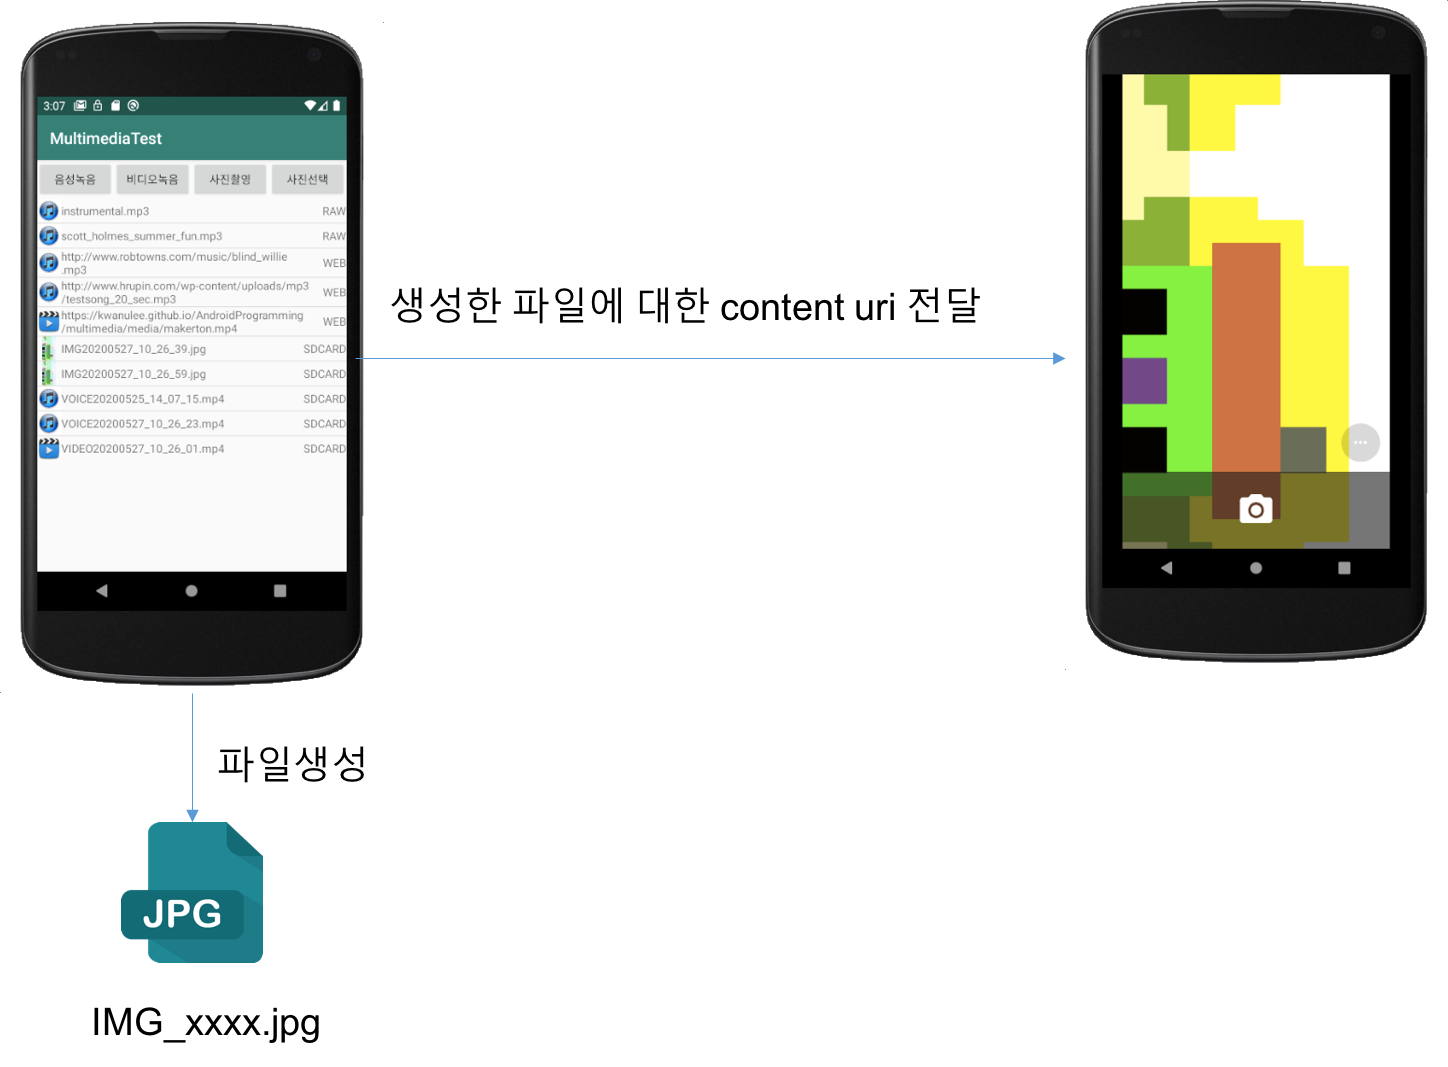 3:07
MultimediaTest
음성녹음 비디오녹음 사진촬영 사진선택
instrumental.mp3 RAW
scott_holmes_summer_fun.mp3 RAW
http://www.robtowns.com/music/blind_willie
.mp3 WEB
http://www.hrupin.com/wp-content/uploads/mp3
/testsong_20_sec.mp3 WEB
https://kwanulee.github.io/AndroidProgramming
/multimedia/media/makerton.mp4 WEB
IMG20200527_10_26_39.jpg SDCARD
IMG20200527_10_26_59.jpg SDCARD
VOICE20200525_14_07_15.mp4 SDCARD
VOICE20200527_10_26_23.mp4 SDCARD
VIDEO20200527_10_26_01.mp4 SDCARD
생성한 파일에 대한 content uri 전달
파일생성
JPG
IMG_xxxx.jpg